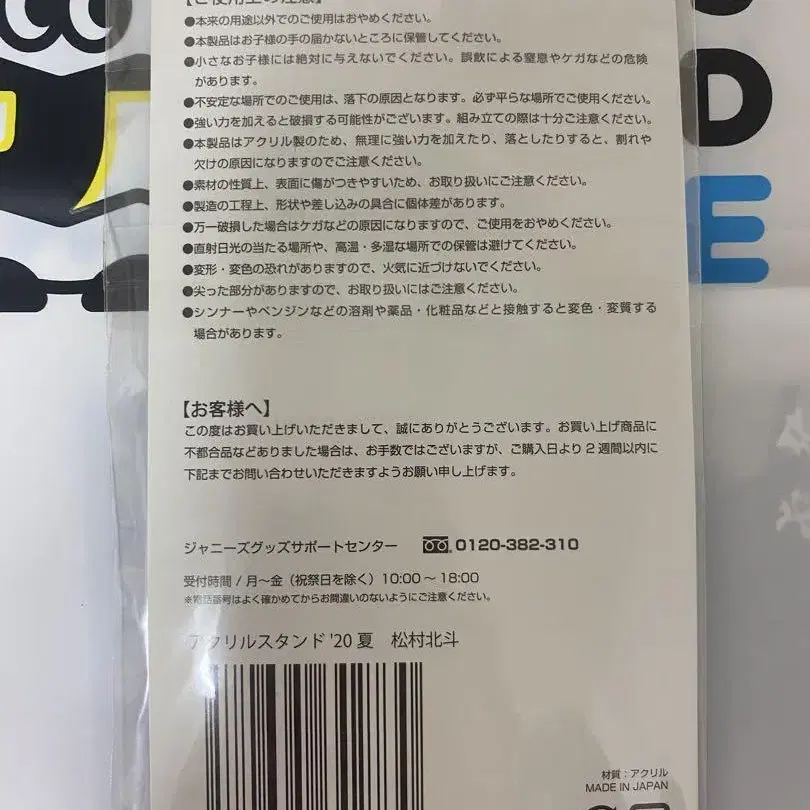 【ご使用上の注意】
●本来の用途以外でのご使用はおやめください。
●本製品はお子様の手の届かないところに保管してください。
●小さなお子様には絶対に与えないでください。誤飲による窒息やケガなどの危険
があります。
●不安定な場所でのご使用は、落下の原因となります。必ず平らな場所でご使用ください。
●強い力を加えると破損する可能性がございます。組み立ての際は十分ご注意ください。
●本製品はアクリル製のため、無理に強い力を加えたり、落としたりすると、割れや
欠けの原因になりますのでご注意ください。
●素材の性質上、表面に傷がつきやすいため、お取り扱いにご注意ください。
●製造の工程上、形状や差し込みの具合に個体差があります。
●万一破損した場合はケガなどの原因になりますので、ご使用をおやめください。
●直射日光の当たる場所や、高温・多湿な場所での保管は避けてください。
●変形・変色の恐れがありますので、火気に近づけないでください。
●尖った部分がありますので、お取り扱いにはご注意ください。
●シンナーやベンジンなどの溶剤や薬品・化粧品などと接触すると変色・変質する
場合があります。
【お客様へ】
この度はお買い上げいただきまして、誠にありがとうございます。お買い上げ商品に
不都合品などありました場合は、お手数ではございますが、ご購入日より2週間以内に
下記までお問い合わせいただきますようお願い申し上げます。
ジャニーズグッズサポートセンター 0120-382-310
受付時間/月〜金(祝祭日を除く)10:00〜18:00
※電話番号はよく確かめてからお間違いのないようにご注意ください。
アクリルスタンド'20夏 松村北斗
材質:アクリル
MADE IN JAPAN
D
E